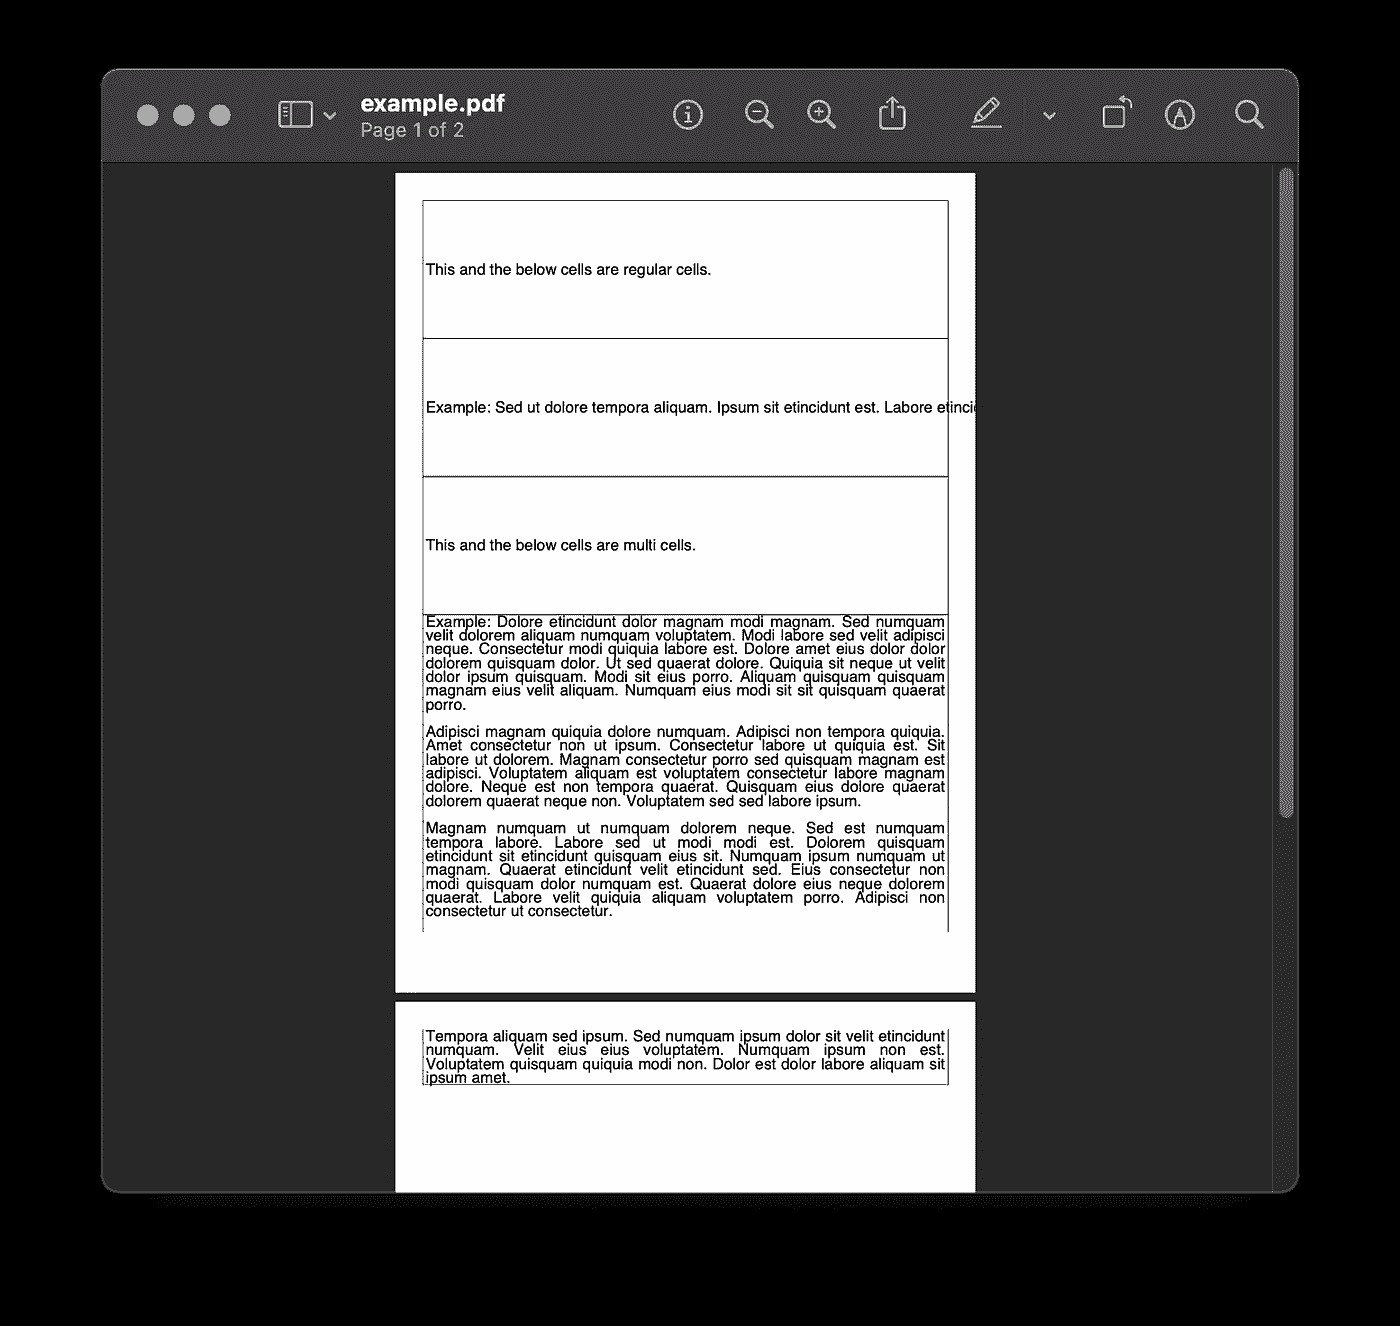 example.pdf
Page 1 of 2
This and the below cells are regular cells.
Example: Sed ut dolore tempora aliquam. Ipsum sit etincidunt est. Labore etinci
This and the below cells are multi cells.
Example: Dolore etincidunt dolor magnam modi magnam. Sed numquam
velit dolorem aliquam numquam voluptatem. Modi labore sed velit adipisci
neque. Consectetur modi quiquia labore est. Dolore amet eius dolor dolor
dolorem quisquam dolor. Ut sed quaerat dolore. Quiquia sit neque ut velit
dolor ipsum quisquam. Modi sit eius porro. Aliquam quisquam quisquam
magnam eius velit aliquam. Numquam eius modi sit sit quisquam quaerat
porro.
Adipisci magnam quiquia dolore numquam. Adipisci non tempora quiquia.
Amet consectetur non ut ipsum. Consectetur labore ut quiquia est. Sit
labore ut dolorem. Magnam consectetur porro sed quisquam magnam est
adipisci. Voluptatem aliquam est voluptatem consectetur labore magnam
dolore. Neque est non tempora quaerat. Quisquam eius dolore quaerat
dolorem quaerat neque non. Voluptatem sed sed labore ipsum.
Magnam numquam ut numquam dolorem neque. Sed est numquam
tempora labore. Labore sed ut modi modi est. Dolorem quisquam
etincidunt sit etincidunt quisquam eius sit. Numquam ipsum numquam ut
magnam. Quaerat etincidunt velit etincidunt sed. Eius consectetur non
modi quisquam dolor numquam est. Quaerat dolore eius neque dolorem
quaerat. Labore velit quiquia aliquam voluptatem porro. Adipisci non
consectetur ut consectetur.
Tempora aliquam sed ipsum. Sed numquam ipsum dolor sit velit etincidunt
numquam. Velit eius eius voluptatem. Numquam ipsum non est.
Voluptatem quisquam quiquia modi non. Dolor est dolor labore aliquam sit
ipsum amet.